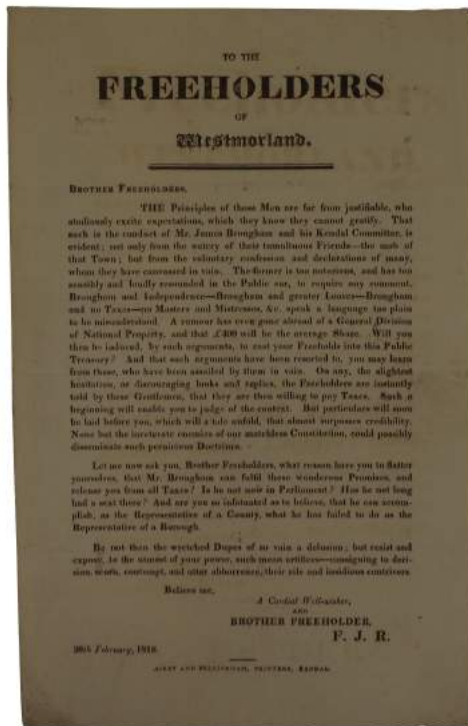 TO THE
FREEHOLDERS
OF
Westmorland.
BROTHER FREEHOLDERS,
THE Principles of those Men are far from justifiable, who
studiously excite expectations, which they know they cannot gratify. That
such is the conduct of Mr. James Brougham and his Kendal Committee, is
evident; not only from the outcry of their tumultuous Friends—the mob of
that Town; but from the voluntary confession and declarations of many,
whom they have canvassed in vain. The former is too notorious, and has too
sensibly and loudly resounded in the Public ear, to require any comment.
Brougham and Independence—Brougham and greater Loaves—Brougham
and no Taxes—no Masters and Mistresses, &c. speak a language too plain
to be misunderstood. A rumour has even gone abroad of a General Division
of National Property, and that £400 will be the average Share. Will you
then be induced, by such arguments, to cast your Freeholds into this Public
Treasury? And that such arguments have been resorted to, you may learn
from those, who have been assailed by them in vain. On any, the slightest
hesitation, or discouraging looks and replies, the Freeholders are instantly
told by these Gentlemen, that they are then willing to pay Taxes. Such a
beginning will enable you to judge of the context. But particulars will soon
be laid before you, which will a tale unfold, that almost surpasses credibility.
None but the inveterate enemies of our matchless Constitution, could possibly
disseminate such pernicious Doctrines.
Let me now ask you, Brother Freeholders, what reason have you to flatter
yourselves, that Mr. Brougham can fulfil these wonderous Promises, and
release you from all Taxes? Is he not now in Parliament? Has he not long
had a seat there? And are you so infatuated as to believe, that he can accom-
plish, as the Representative of a County, what he has failed to do as the
Representative of a Borough.
By not then the wretched Dupes of so vain a delusion; but resist and
expose, to the utmost of your power, such mean artifices—consigning to deri-
sion, scorn, contempt, and utter abhorrence, their vile and insidious contrivers.
Believe me,
A Cordial Well-wisher,
AND
BROTHER FREEHOLDER,
F. J. R.
20th February, 1818.
AIREY AND BELLINGHAM, PRINTERS, KENDAL.